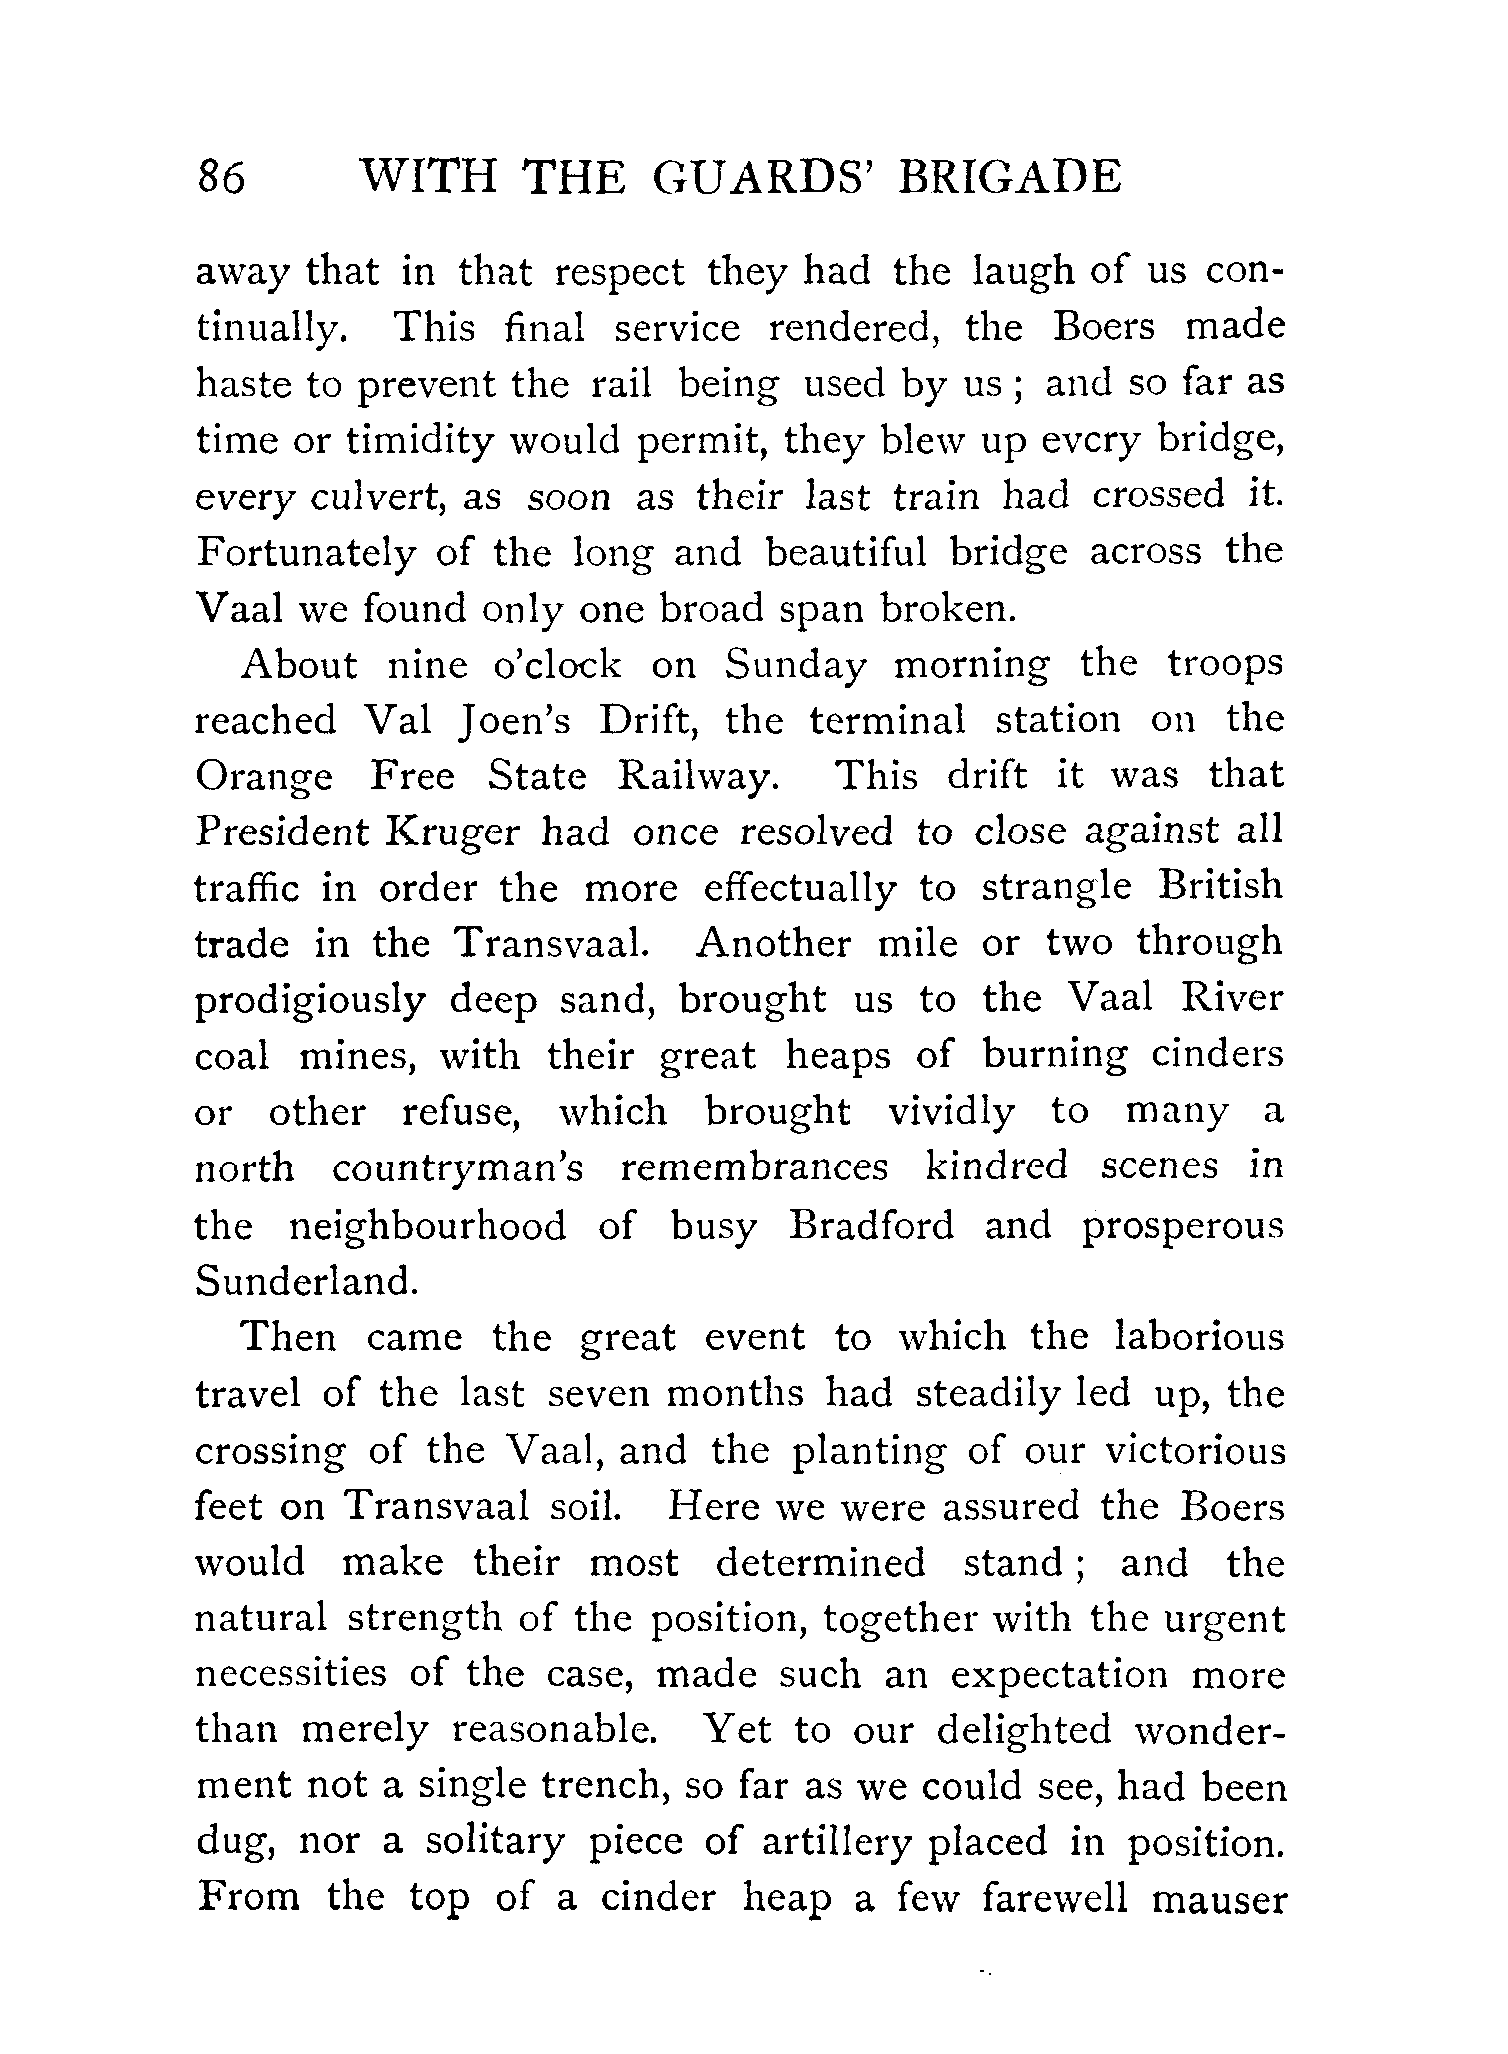 86 WITH THE GUARDS' BRIGADE
away that in that respect they had the laugh of us con-
tinually. This final service rendered, the Boers made
haste to prevent the rail being used by us ; and so far as
time or timidity would permit, they blew up every bridge,
every culvert, as soon as their last train had crossed it.
Fortunately of the long and beautiful bridge across the
Vaal we found only one broad span broken.
About nine o'clock on Sunday morning the troops
reached Val Joen's Drift, the terminal station on the
Orange Free State Railway. This drift it was that
President Kruger had once resolved to close against all
traffic in order the more effectually to strangle British
trade in the Transvaal. Another mile or two through
prodigiously deep sand, brought us to the Vaal River
coal mines, with their great heaps of burning cinders
or other refuse, which brought vividly to many a
north countryman's remembrances kindred scenes in
the neighbourhood of busy Bradford and prosperous
Sunderland.
Then came the great event to which the laborious
travel of the last seven months had steadily led up, the
crossing of the Vaal, and the planting of our victorious
feet on Transvaal soil. Here we were assured the Boers
would make their most determined stand ; and the
natural strength of the position, together with the urgent
necessities of the case, made such an expectation more
than merely reasonable. Yet to our delighted wonder-
ment not a single trench, so far as we could see, had been
dug, nor a solitary piece of artillery placed in position.
From the top of a cinder heap a few farewell mauser